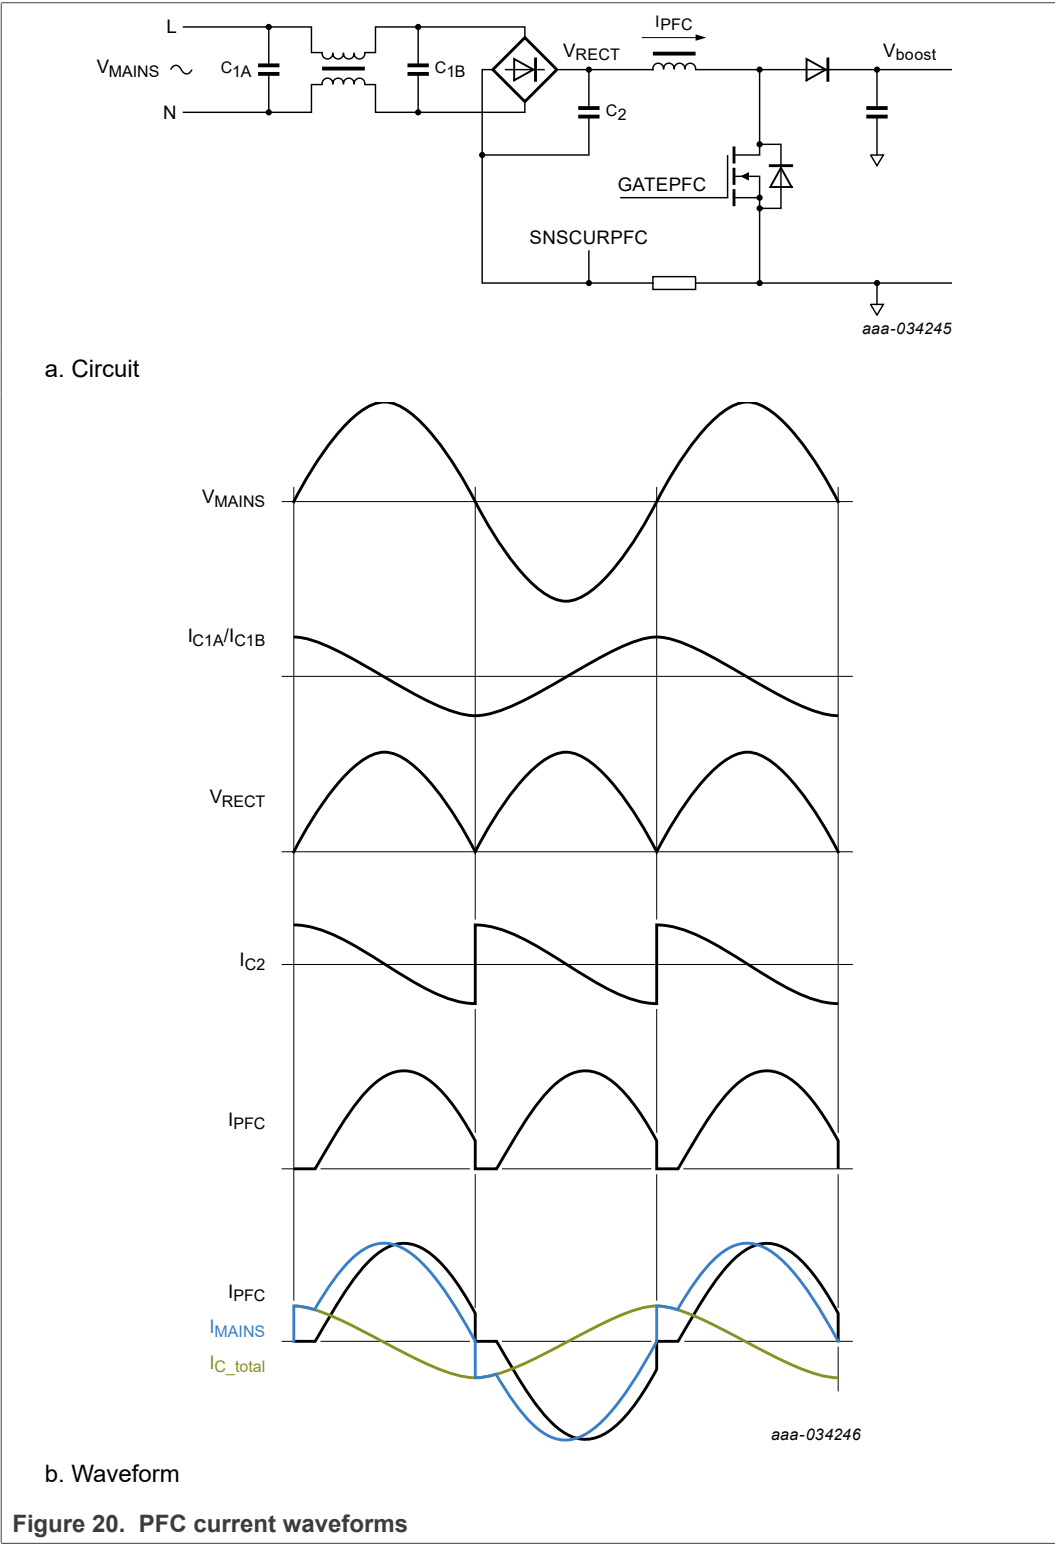 L
IPFC
VRECT
Vboost
VMAINS
C1A
C1B
C2
N
GATEPFC
SNSCURPFC
aaa-034245
a. Circuit
VMAINS
IC1A/IC1B
VRECT
IC2
IPFC
IPFC
IMAINS
IC_total
aaa-034246
b. Waveform
Figure 20. PFC current waveforms